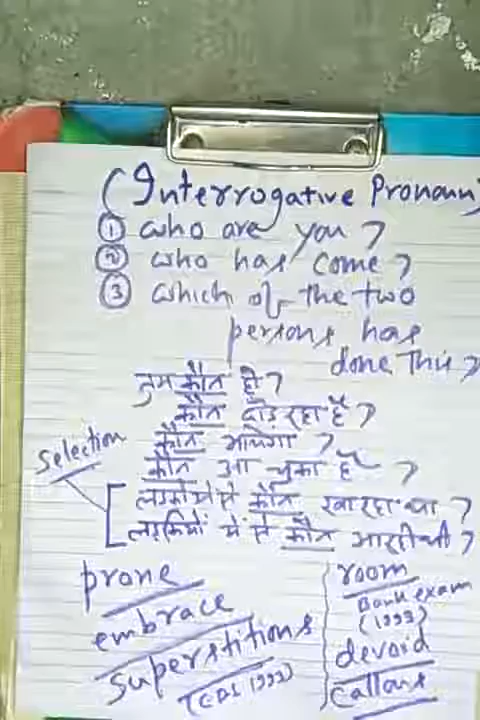 (Interrogative Pronoun)
① who are you?
② who has come?
③ which of the two
persons has
done this?
तुम कौन हो?
कौन दौड़ रहा है?
कौन आयेगा?
कौन आ चुका है?
selection
लड़कों में से कौन खा रहा था?
लड़कियों में से कौन आ रही थी?
prone
embrace
superstitions
(CDS 1993)
room
Bank exam
(1993)
devoid
callous